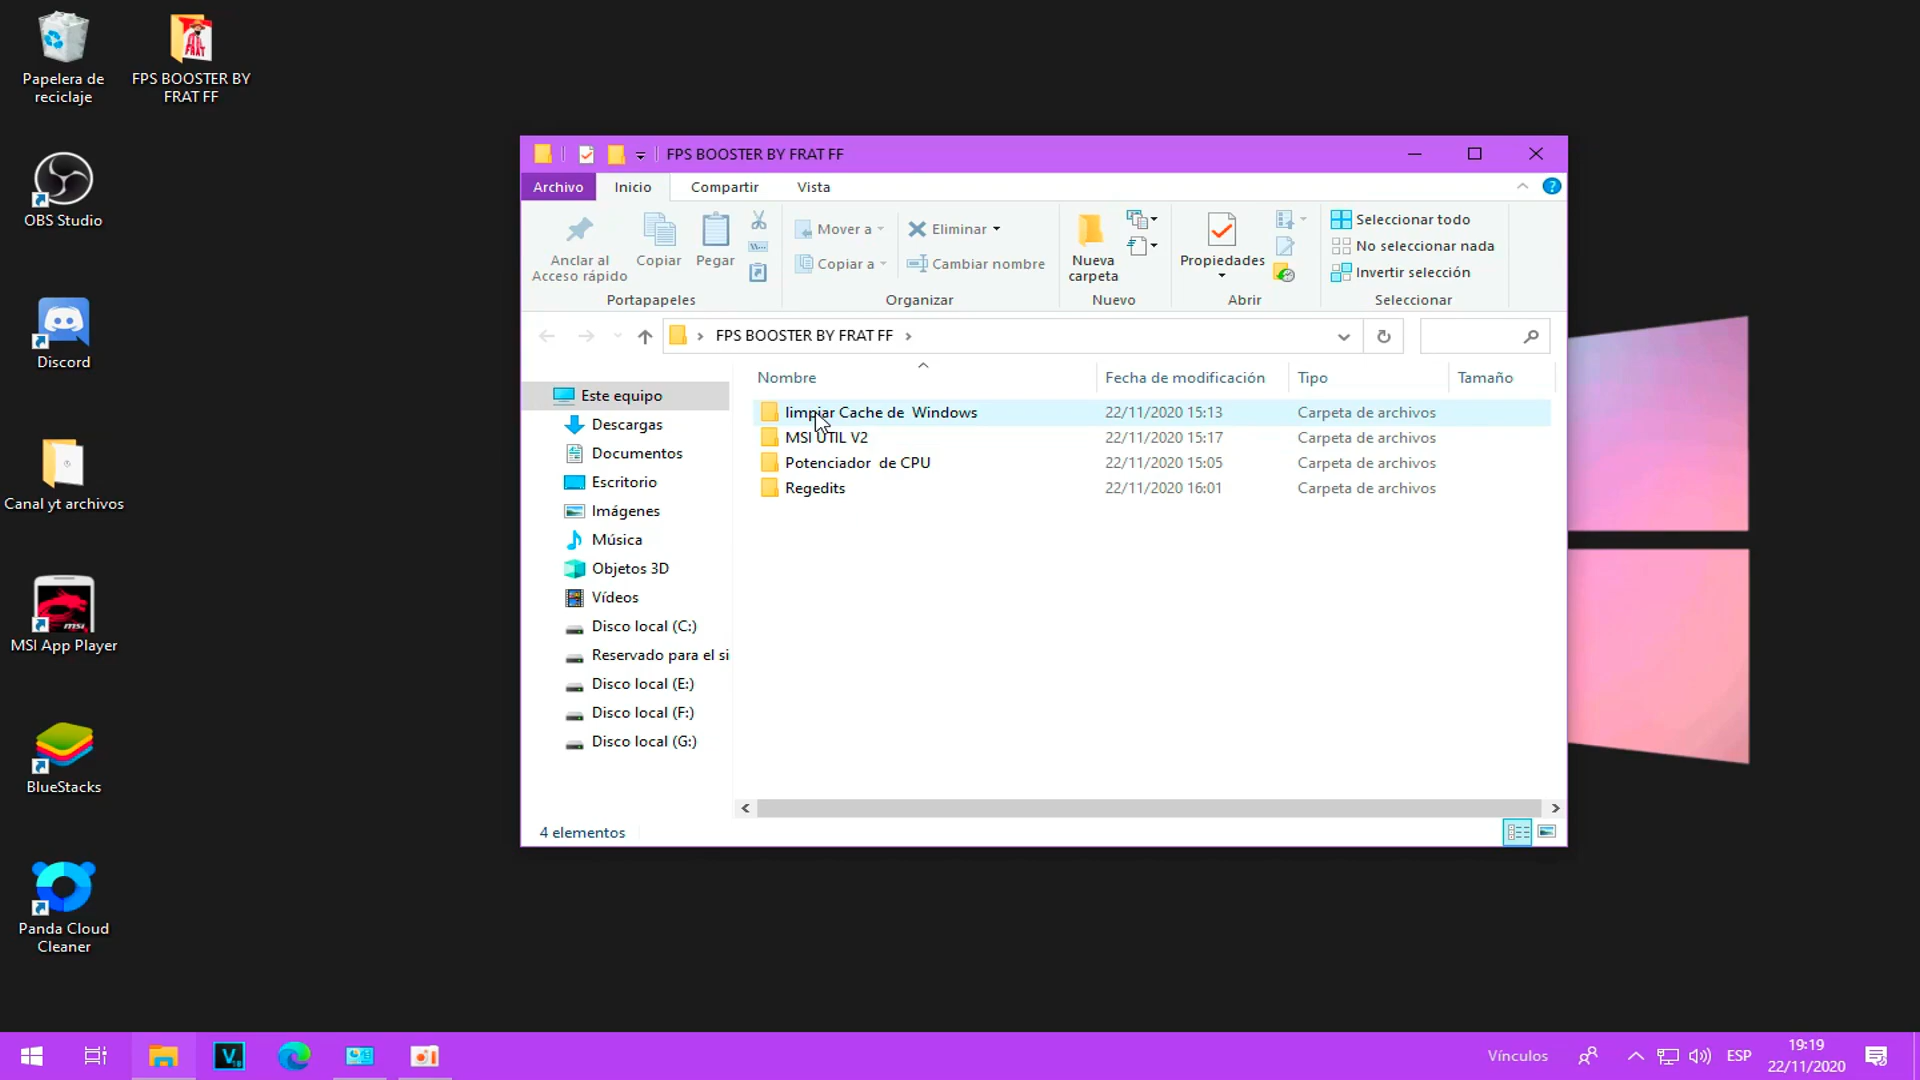 Papelera de
reciclaje
FPS BOOSTER BY
FRAT FF
OBS Studio
Discord
Canal yt archivos
MSI App Player
BlueStacks
Panda Cloud
Cleaner
FPS BOOSTER BY FRAT FF
Archivo
Inicio
Compartir
Vista
Anclar al
Acceso rápido
Copiar
Pegar
Portapapeles
Mover a
Copiar a
Eliminar
Cambiar nombre
Organizar
Nueva
carpeta
Nuevo
Propiedades
Abrir
Seleccionar todo
No seleccionar nada
Invertir selección
Seleccionar
FPS BOOSTER BY FRAT FF
Nombre
Fecha de modificación
Tipo
Tamaño
limpiar Cache de  Windows 22/11/2020 15:13 Carpeta de archivos
MSI UTIL V2 22/11/2020 15:17 Carpeta de archivos
Potenciador  de CPU 22/11/2020 15:05 Carpeta de archivos
Regedits 22/11/2020 16:01 Carpeta de archivos
Este equipo
Descargas
Documentos
Escritorio
Imágenes
Música
Objetos 3D
Vídeos
Disco local (C:)
Reservado para el si
Disco local (E:)
Disco local (F:)
Disco local (G:)
4 elementos
Vínculos
ESP
19:19
22/11/2020